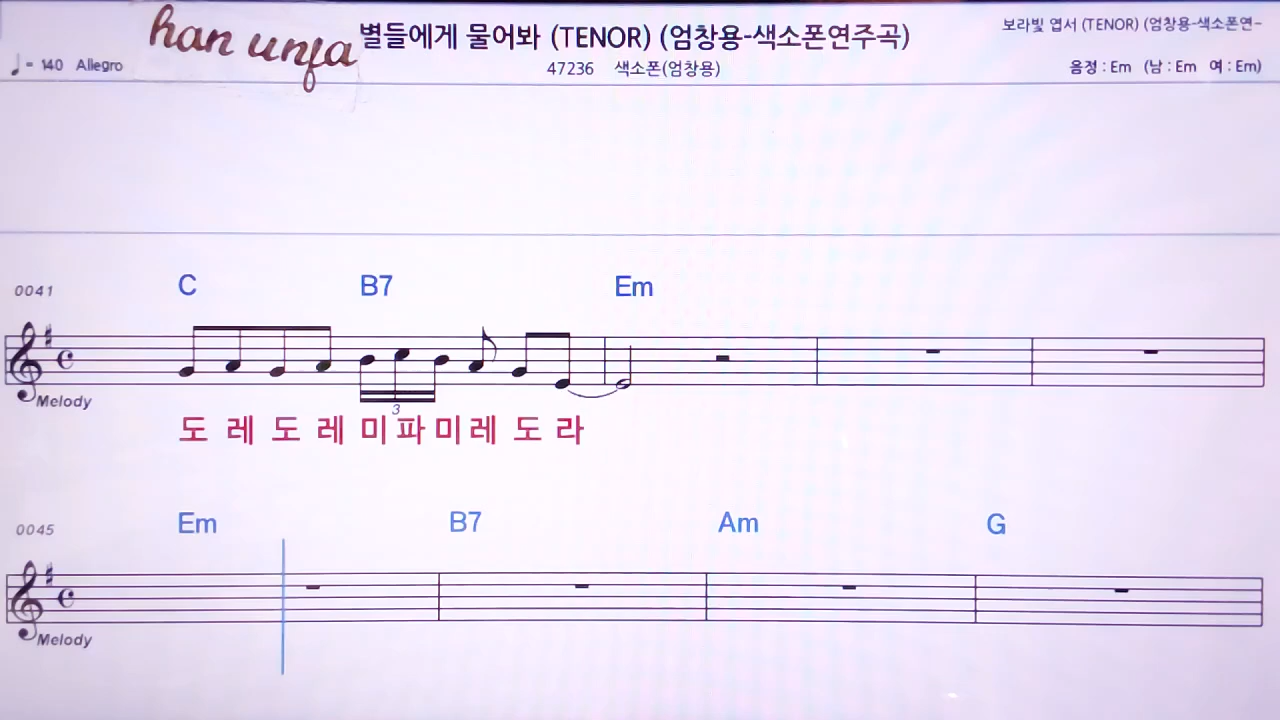 han unja
별들에게 물어봐 (TENOR) (엄창용-색소폰연주곡)
보라빛 엽서 (TENOR) (엄창용-색소폰연-
♩ = 140 Allegro
47236 색소폰(엄창용)
음정 : Em (남 : Em 여 : Em)
0041
C B7 Em
Melody
3
도 레 도 레 미 파 미 레 도 라
0045
Em B7 Am G
Melody